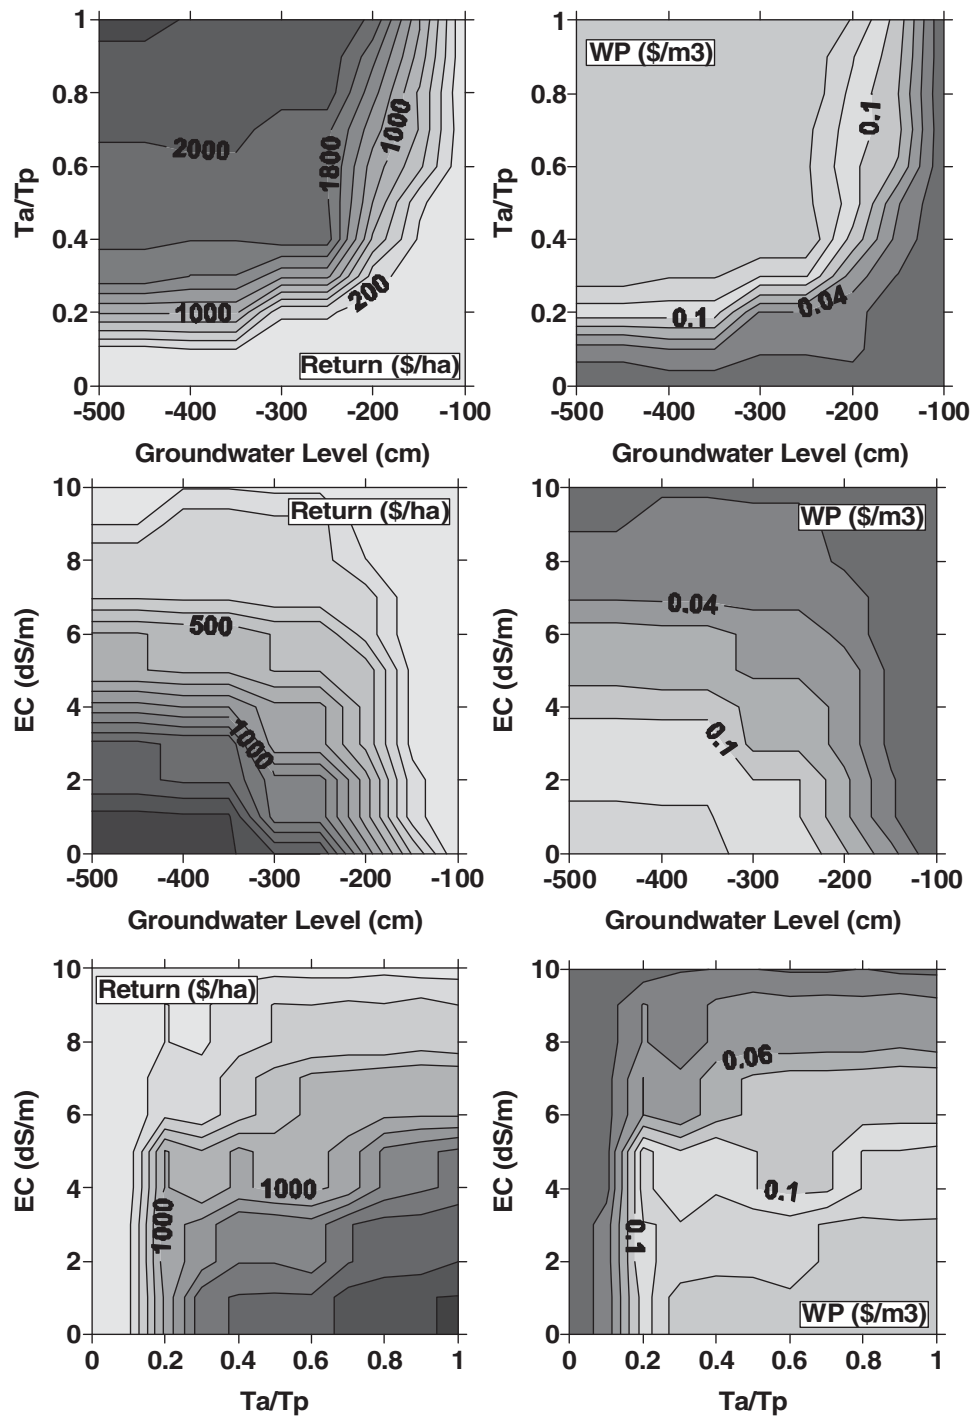 1
0.8
0.6
0.4
0.2
0
Ta/Tp
2000
1800
1000
1000
200
Return ($/ha)
-500 -400 -300 -200 -100
Groundwater Level (cm)
1
0.8
0.6
0.4
0.2
0
Ta/Tp
WP ($/m3)
0.1
0.1
0.04
-500 -400 -300 -200 -100
Groundwater Level (cm)
10
8
6
4
2
0
EC (dS/m)
Return ($/ha)
500
1000
-500 -400 -300 -200 -100
Groundwater Level (cm)
10
8
6
4
2
0
EC (dS/m)
WP ($/m3)
0.04
0.1
-500 -400 -300 -200 -100
Groundwater Level (cm)
10
8
6
4
2
0
EC (dS/m)
Return ($/ha)
1000
1000
0 0.2 0.4 0.6 0.8 1
Ta/Tp
10
8
6
4
2
0
EC (dS/m)
0.06
0.1
0.1
WP ($/m3)
0 0.2 0.4 0.6 0.8 1
Ta/Tp